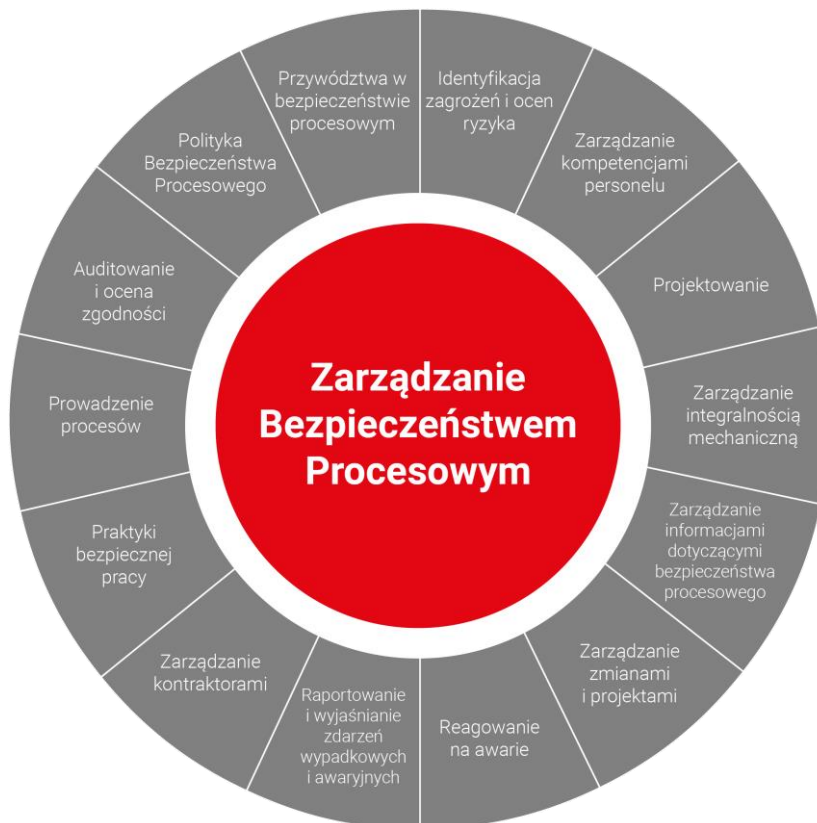 Przywództwa w
bezpieczeństwie
procesowym
Identyfikacja
zagrożeń i ocen
ryzyka
Zarządzanie
kompetencjami
personelu
Projektowanie
Zarządzanie
integralnością
mechaniczną
Zarządzanie
informacjami
dotyczącymi
bezpieczeństwa
procesowego
Zarządzanie
zmianami
i projektami
Reagowanie
na awarie
Raportowanie
i wyjaśnianie
zdarzeń
wypadkowych
i awaryjnych
Zarządzanie
kontraktorami
Praktyki
bezpiecznej
pracy
Prowadzenie
procesów
Auditowanie
i ocena
zgodności
Polityka
Bezpieczeństwa
Procesowego
Zarządzanie
Bezpieczeństwem
Procesowym